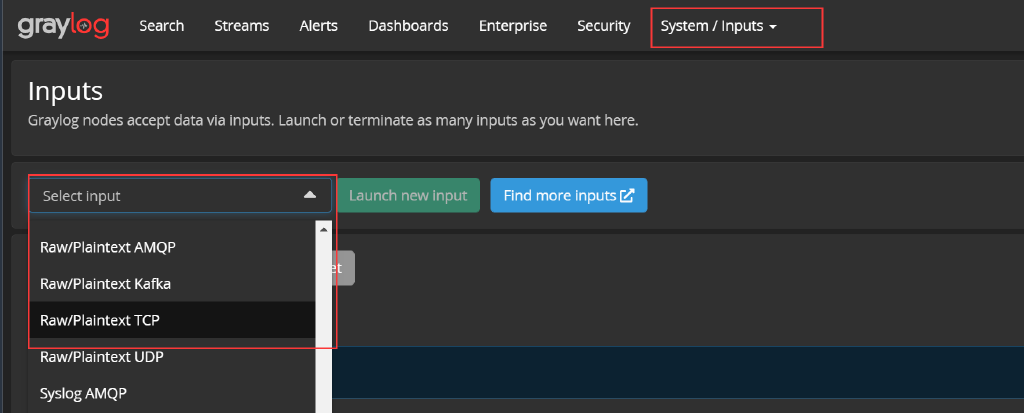 graylog Search Streams Alerts Dashboards Enterprise Security System / Inputs
Inputs
Graylog nodes accept data via inputs. Launch or terminate as many inputs as you want here.
Select input Launch new input Find more inputs
Raw/Plaintext AMQP
Raw/Plaintext Kafka
Raw/Plaintext TCP
Raw/Plaintext UDP
Syslog AMQP